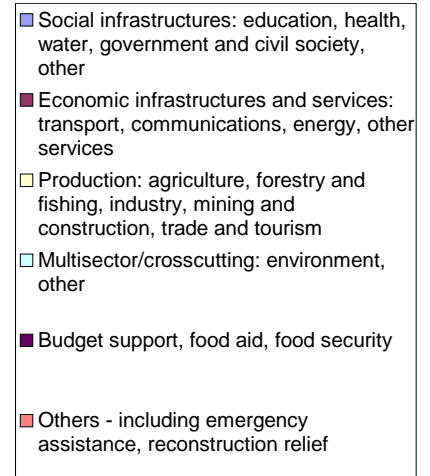 Social infrastructures: education, health,
water, government and civil society,
other
Economic infrastructures and services:
transport, communications, energy, other
services
Production: agriculture, forestry and
fishing, industry, mining and
construction, trade and tourism
Multisector/crosscutting: environment,
other
Budget support, food aid, food security
Others - including emergency
assistance, reconstruction relief